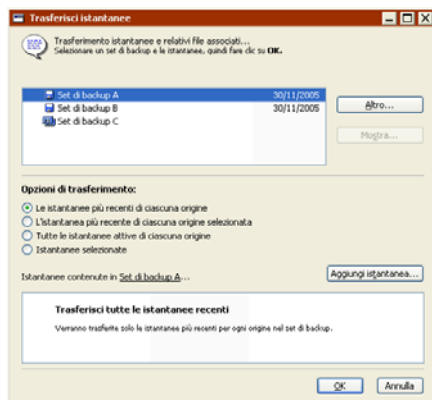 Trasferisci istantanee
Trasferimento istantanee e relativi file associati...
Selezionare un set di backup e le istantanee, quindi fare clic su OK.
Set di backup A 30/11/2005
Set di backup B 30/11/2005
Set di backup C
Altro...
Mostra...
Opzioni di trasferimento:
Le istantanee più recenti di ciascuna origine
L'istantanea più recente di ciascuna origine selezionata
Tutte le istantanee attive di ciascuna origine
Istantanee selezionate
Istantanee contenute in Set di backup A...
Aggiungi istantanea...
Trasferisci tutte le istantanee recenti
Verranno trasferite solo le istantanee più recenti per ogni origine nel set di backup.
OK
Annulla